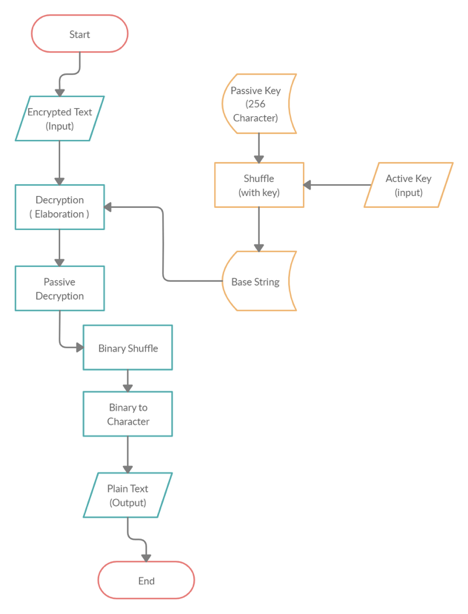 Start
Encrypted Text
(Input)
Decryption
( Elaboration )
Passive
Decryption
Binary Shuffle
Binary to
Character
Plain Text
(Output)
End
Passive Key
(256
Character)
Shuffle
(with key)
Active Key
(input)
Base String